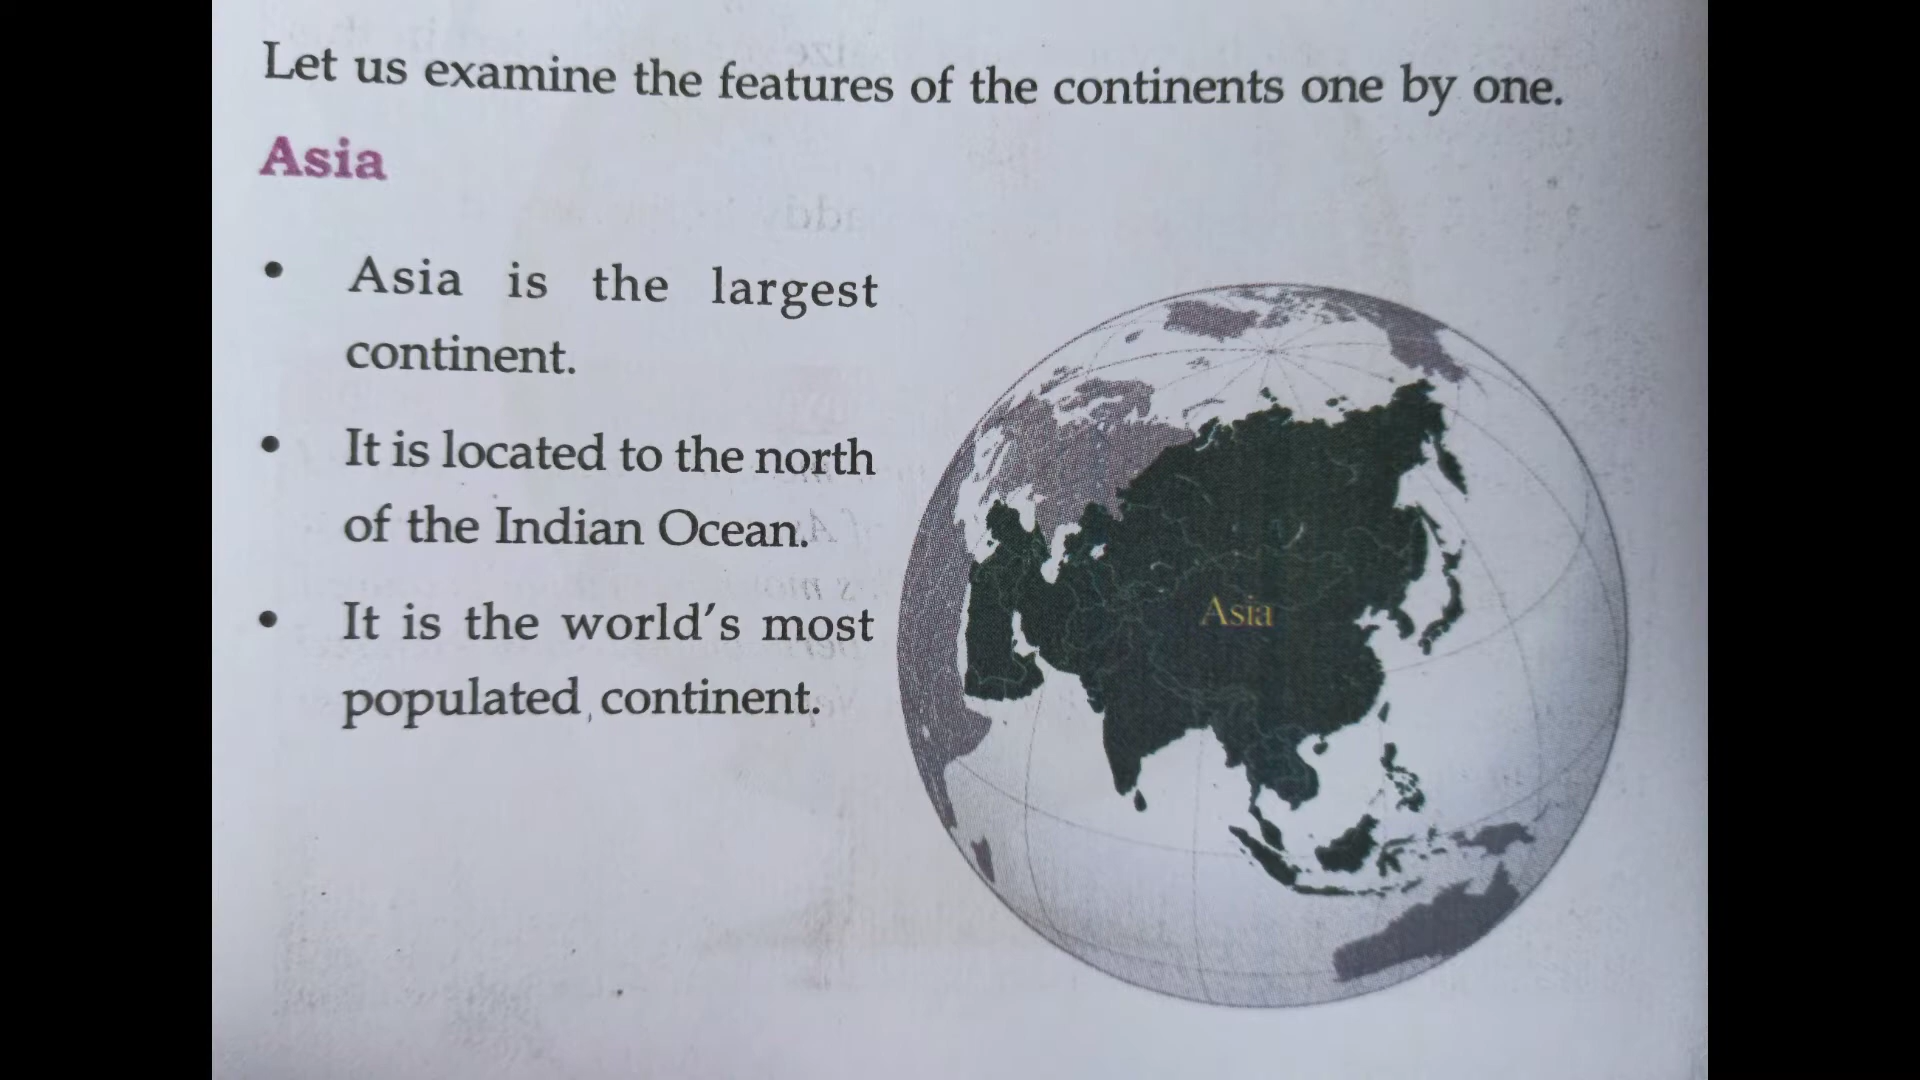 Let us examine the features of the continents one by one.
Asia
• Asia is the largest
continent.
• It is located to the north
of the Indian Ocean.
• It is the world's most
populated continent.
Asia